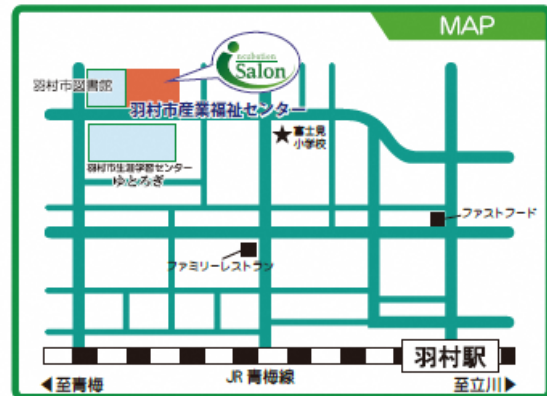 MAP
incubation
Salon
羽村市図書館
羽村市産業福祉センター
★富士見
小学校
羽村市生涯学習センター
ゆとろぎ
ファストフード
ファミリーレストラン
羽村駅
◀至青梅
JR 青梅線
至立川▶